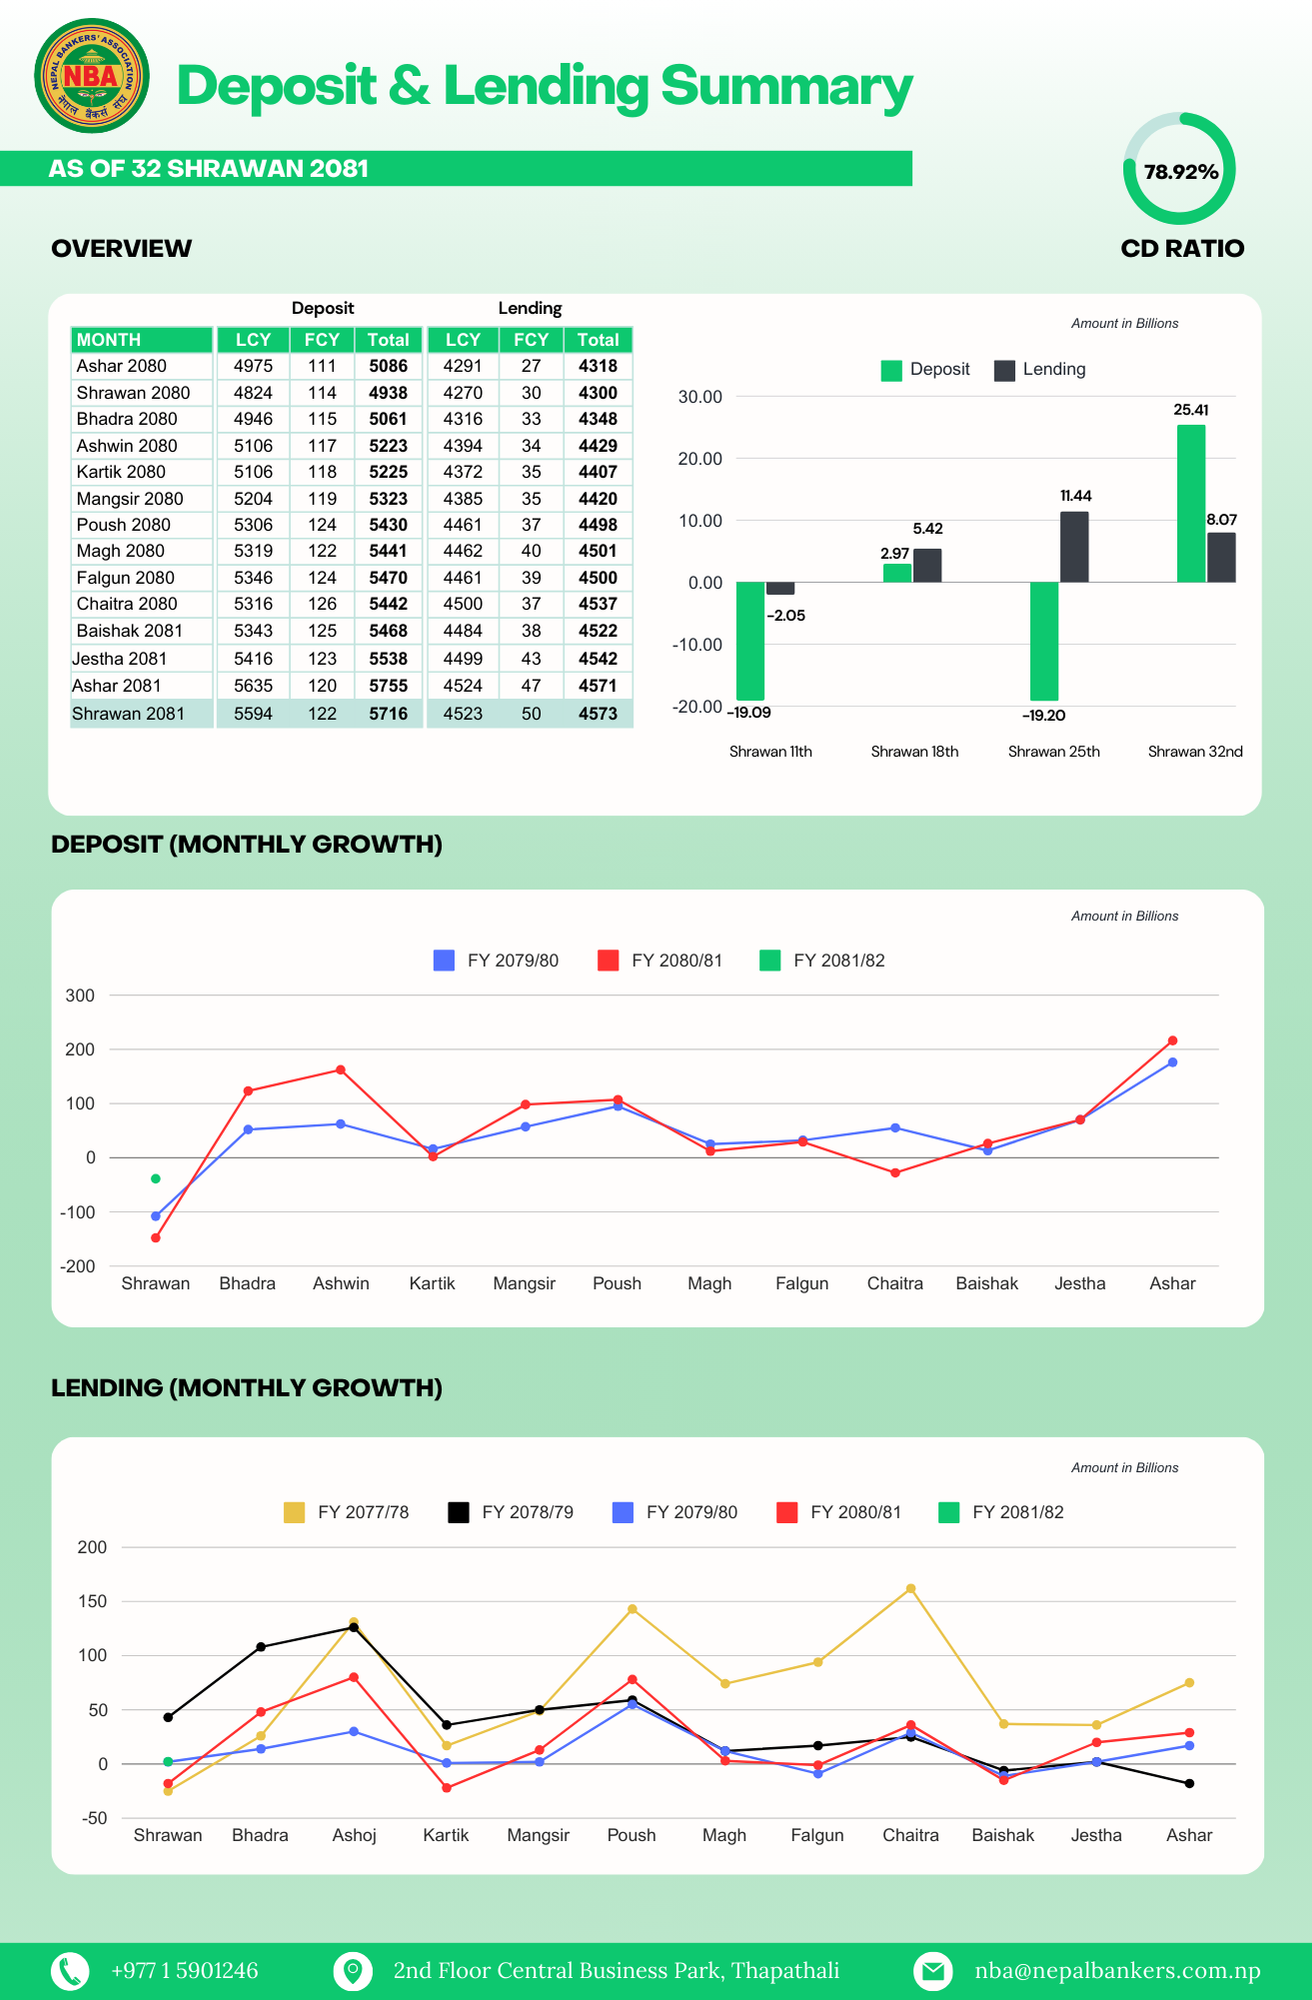 NEPAL BANKERS' ASSOCIATION
NBA
नेपाल बैंकर्स संघ
Deposit & Lending Summary
AS OF 32 SHRAWAN 2081
78.92%
CD RATIO
OVERVIEW
Deposit Lending
MONTH LCY FCY Total LCY FCY Total
Ashar 2080 4975 111 5086 4291 27 4318
Shrawan 2080 4824 114 4938 4270 30 4300
Bhadra 2080 4946 115 5061 4316 33 4348
Ashwin 2080 5106 117 5223 4394 34 4429
Kartik 2080 5106 118 5225 4372 35 4407
Mangsir 2080 5204 119 5323 4385 35 4420
Poush 2080 5306 124 5430 4461 37 4498
Magh 2080 5319 122 5441 4462 40 4501
Falgun 2080 5346 124 5470 4461 39 4500
Chaitra 2080 5316 126 5442 4500 37 4537
Baishak 2081 5343 125 5468 4484 38 4522
Jestha 2081 5416 123 5538 4499 43 4542
Ashar 2081 5635 120 5755 4524 47 4571
Shrawan 2081 5594 122 5716 4523 50 4573
Amount in Billions
Deposit Lending
30.00
25.41
20.00
11.44
10.00
8.07
5.42
2.97
0.00
-2.05
-10.00
-20.00
-19.09
-19.20
Shrawan 11th Shrawan 18th Shrawan 25th Shrawan 32nd
DEPOSIT (MONTHLY GROWTH)
Amount in Billions
FY 2079/80 FY 2080/81 FY 2081/82
300
200
100
0
-100
-200
Shrawan Bhadra Ashwin Kartik Mangsir Poush Magh Falgun Chaitra Baishak Jestha Ashar
LENDING (MONTHLY GROWTH)
Amount in Billions
FY 2077/78 FY 2078/79 FY 2079/80 FY 2080/81 FY 2081/82
200
150
100
50
0
-50
Shrawan Bhadra Ashoj Kartik Mangsir Poush Magh Falgun Chaitra Baishak Jestha Ashar
+977 1 5901246 2nd Floor Central Business Park, Thapathali nba@nepalbankers.com.np